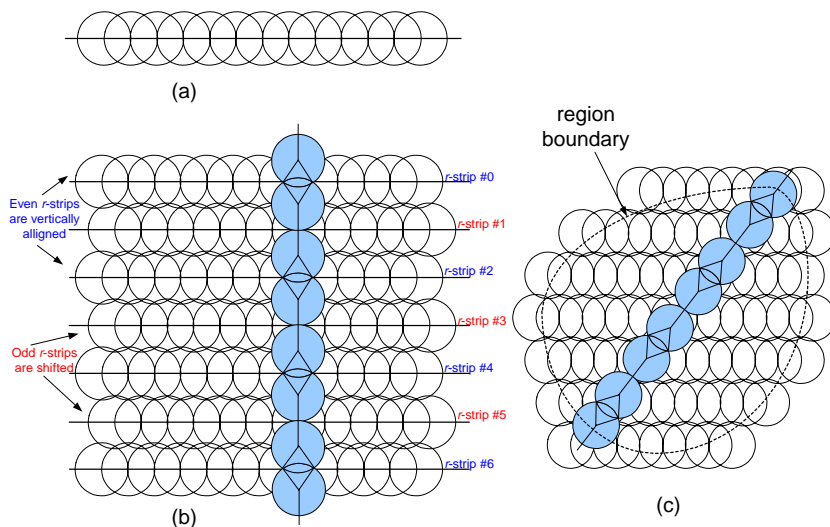 (a)
region
boundary
Even r-strips
are vertically
alligned
Odd r-strips
are shifted
r-strip #0
r-strip #1
r-strip #2
r-strip #3
r-strip #4
r-strip #5
r-strip #6
(b)
(c)